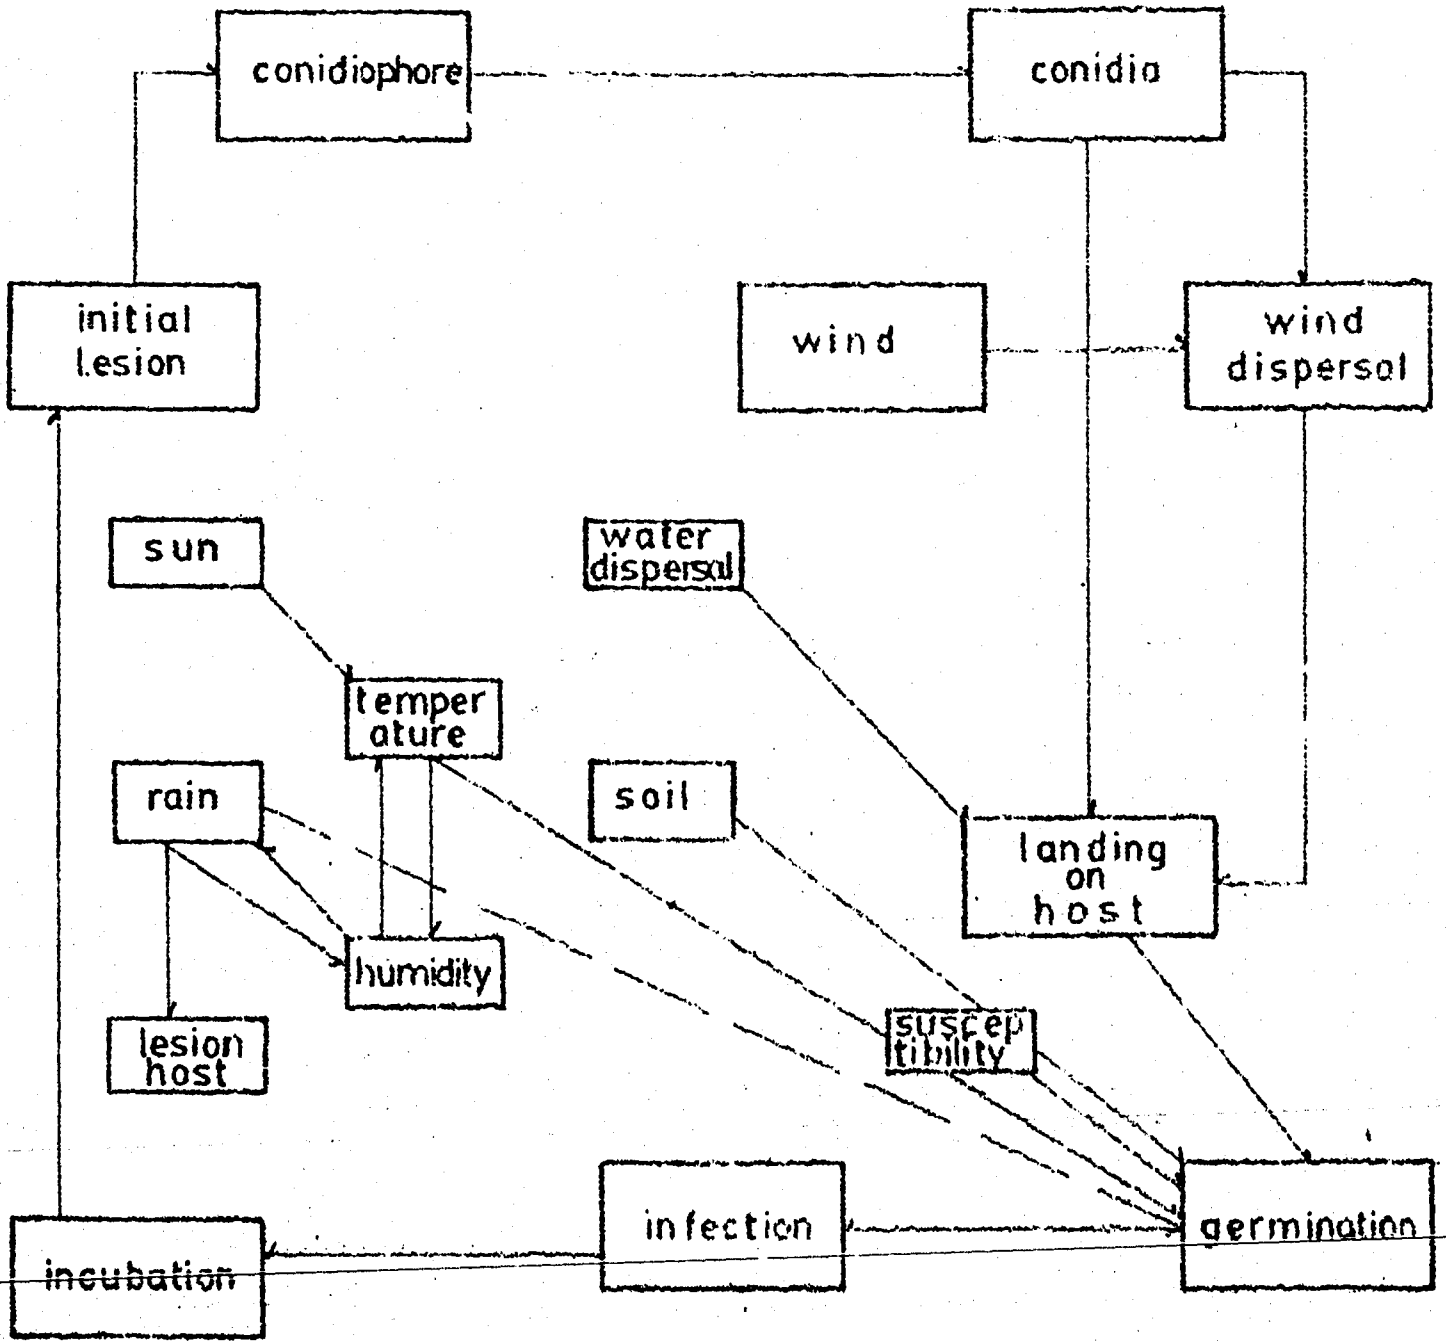 conidiophore
conidia
initial
lesion
wind
wind
dispersal
sun
water
dispersal
temper
ature
rain
soil
landing
on
host
humidity
lesion
host
suscep
tibility
infection
germination
incubation